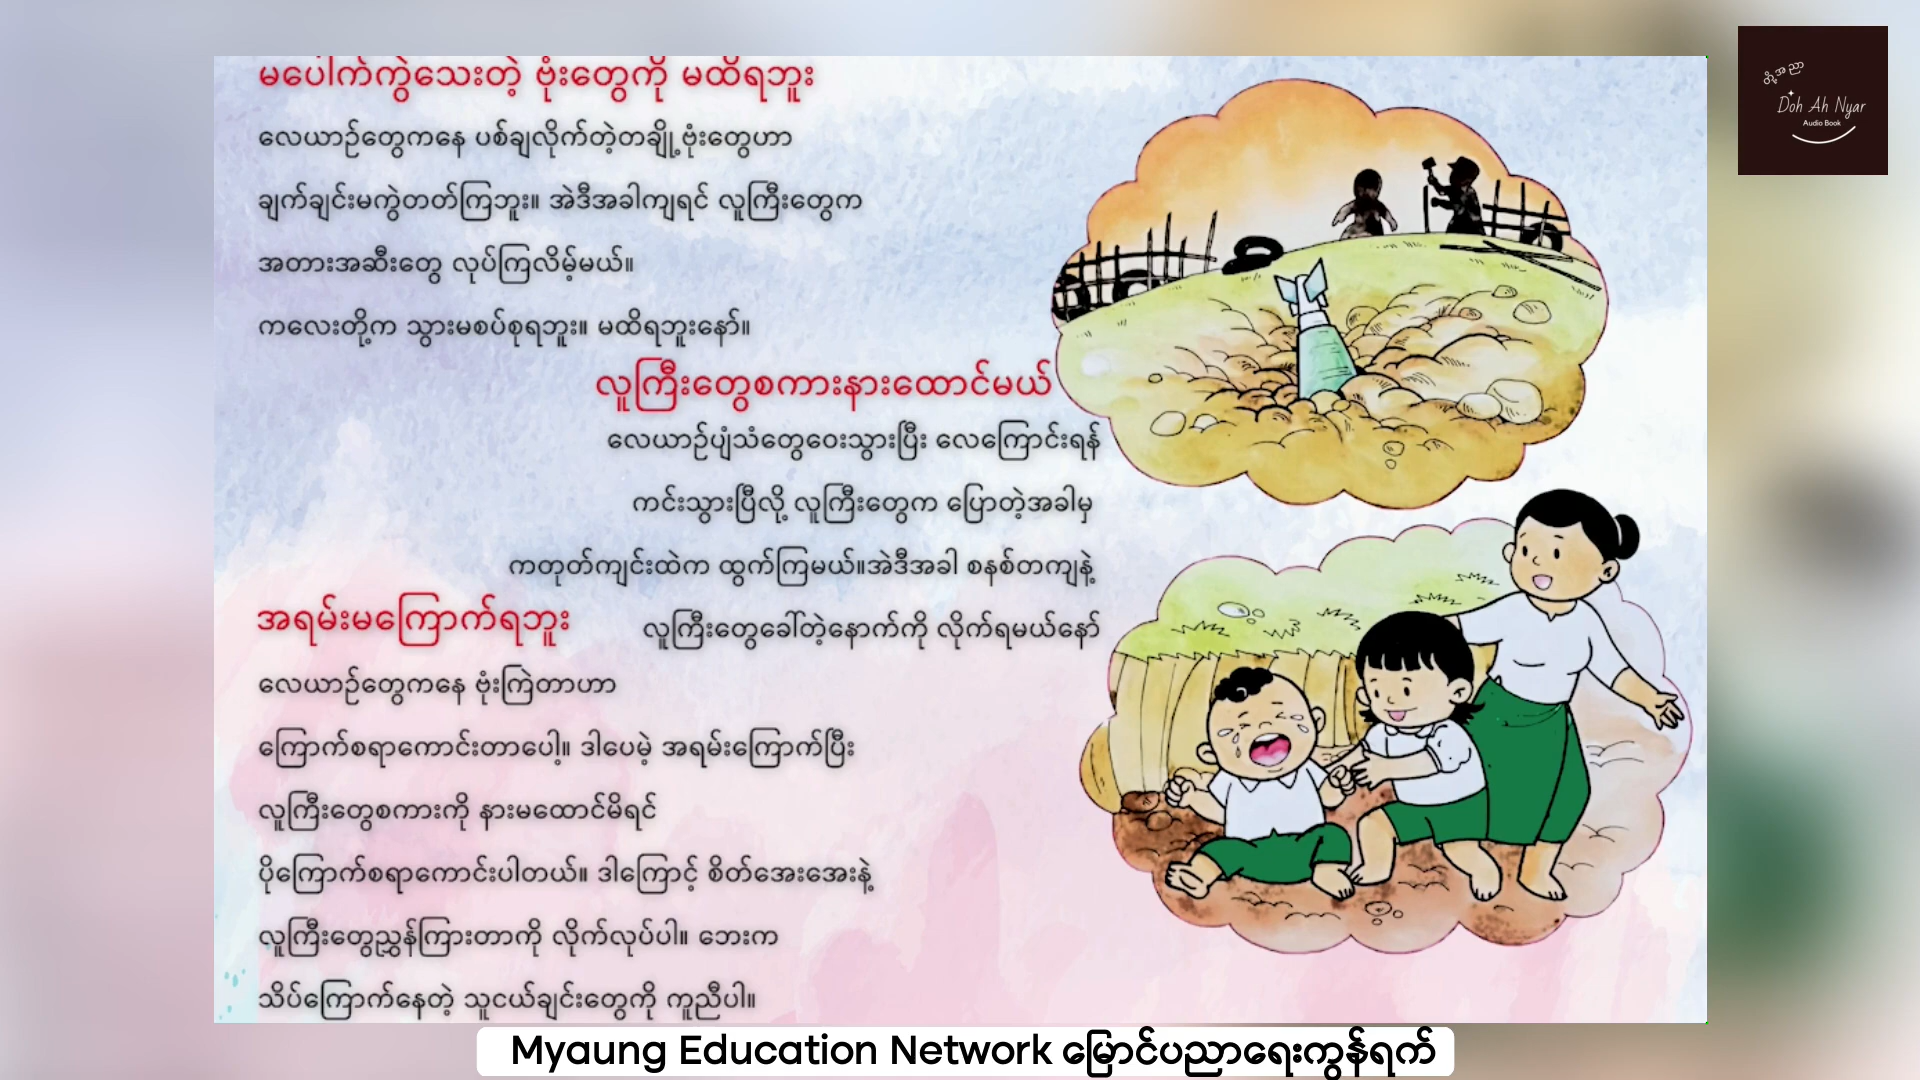 မပေါက်ကွဲသေးတဲ့ ဗုံးတွေကို မထိရဘူး
လေယာဉ်တွေကနေ ပစ်ချလိုက်တဲ့တချို့ဗုံးတွေဟာ
ချက်ချင်းမကွဲတတ်ကြဘူး။ အဲဒီအခါကျရင် လူကြီးတွေက
အတားအဆီးတွေ လုပ်ကြလိမ့်မယ်။
ကလေးတို့က သွားမစပ်စုရဘူး။ မထိရဘူးနော်။
လူကြီးတွေစကားနားထောင်မယ်
လေယာဉ်ပျံသံတွေဝေးသွားပြီး လေကြောင်းရန်
ကင်းသွားပြီလို့ လူကြီးတွေက ပြောတဲ့အခါမှ
ကတုတ်ကျင်းထဲက ထွက်ကြမယ်။အဲဒီအခါ စနစ်တကျနဲ့
လူကြီးတွေခေါ်တဲ့နောက်ကို လိုက်ရမယ်နော်
အရမ်းမကြောက်ရဘူး
လေယာဉ်တွေကနေ ဗုံးကြဲတာဟာ
ကြောက်စရာကောင်းတာပေါ့။ ဒါပေမဲ့ အရမ်းကြောက်ပြီး
လူကြီးတွေစကားကို နားမထောင်မိရင်
ပိုကြောက်စရာကောင်းပါတယ်။ ဒါကြောင့် စိတ်အေးအေးနဲ့
လူကြီးတွေညွှန်ကြားတာကို လိုက်လုပ်ပါ။ ဘေးက
သိပ်ကြောက်နေတဲ့ သူငယ်ချင်းတွေကို ကူညီပါ။
တို့အညာ
Doh Ah Nyar
Audio Book
Myaung Education Network မြောင်ပညာရေးကွန်ရက်